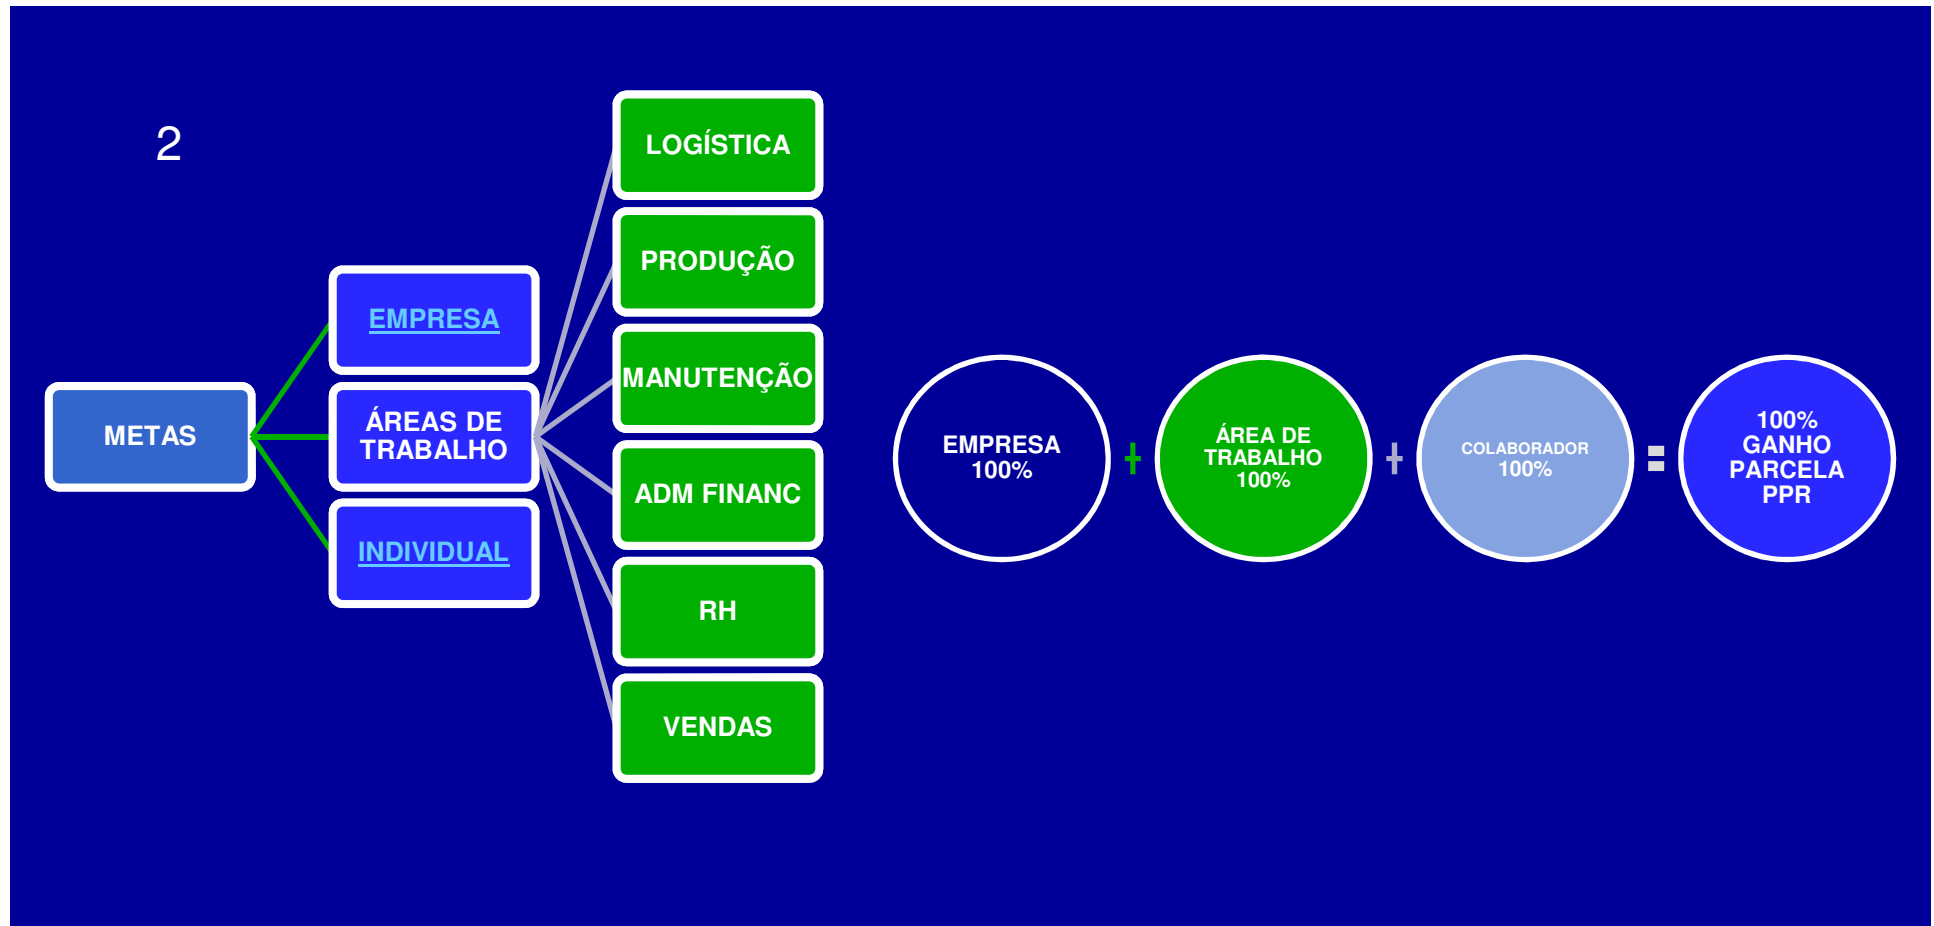 2
METAS
EMPRESA
ÁREAS DE
TRABALHO
INDIVIDUAL
LOGÍSTICA
PRODUÇÃO
MANUTENÇÃO
ADM FINANC
RH
VENDAS
EMPRESA
100%
+
ÁREA DE
TRABALHO
100%
+
COLABORADOR
100%
=
100%
GANHO
PARCELA
PPR